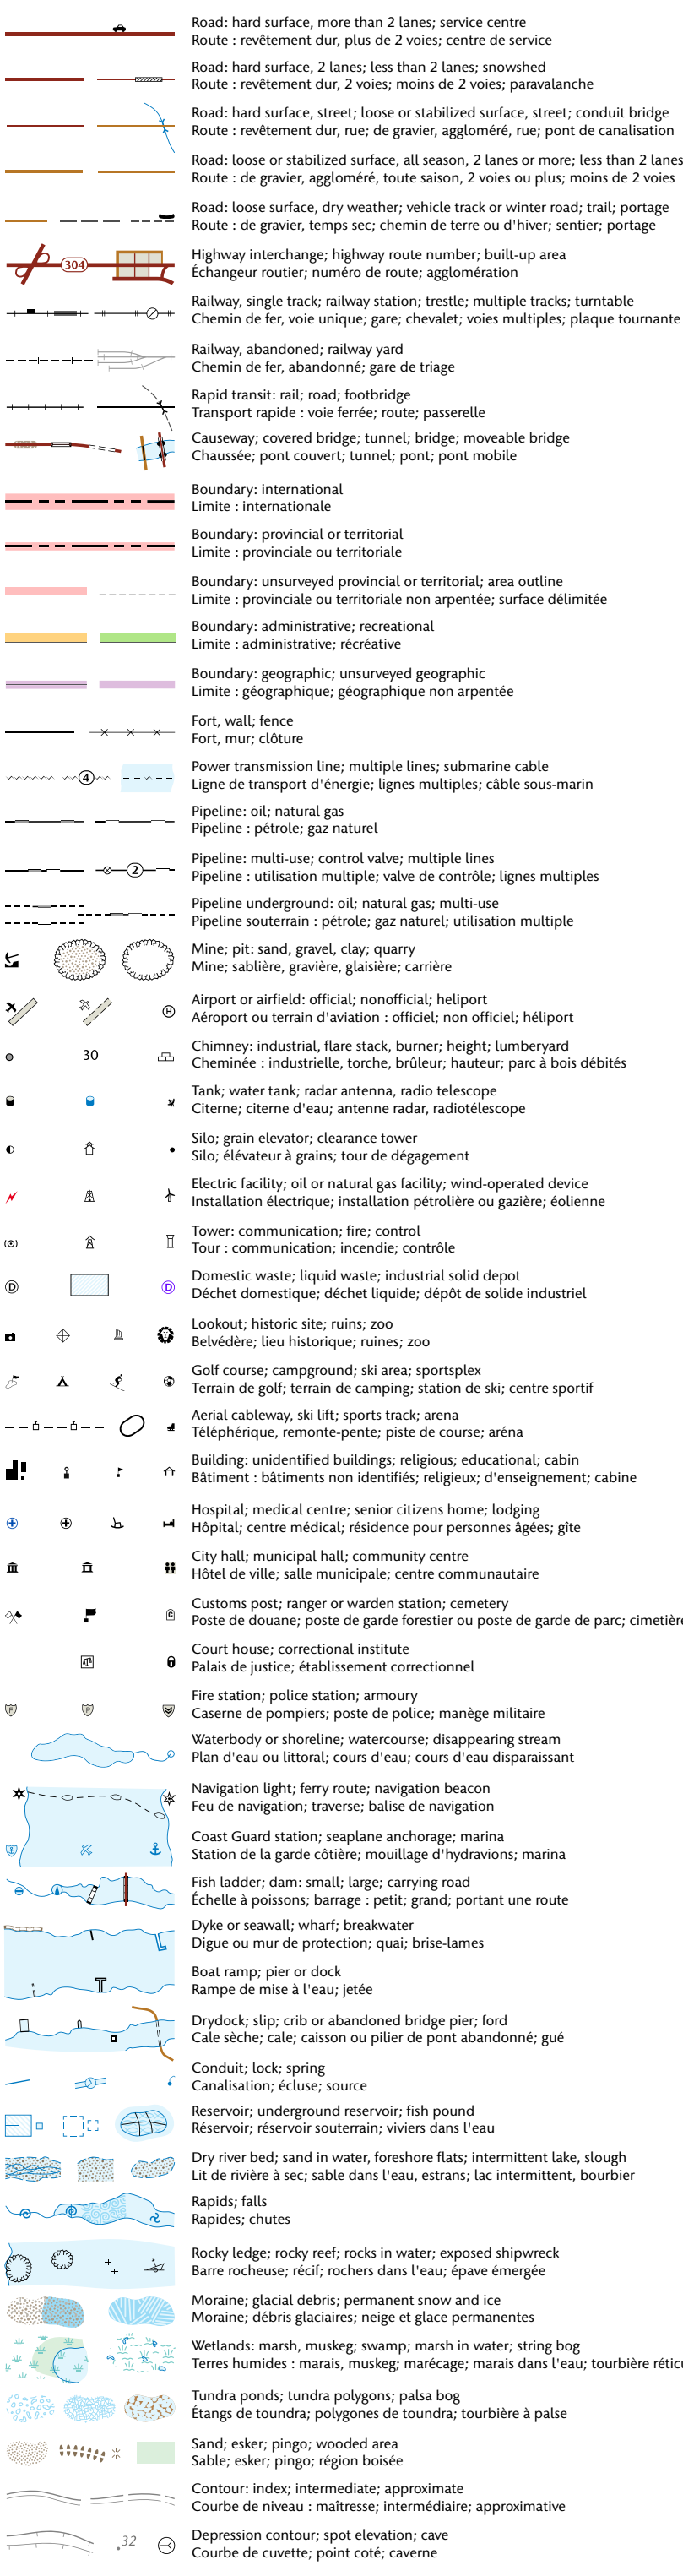 Road: hard surface, more than 2 lanes; service centre
Route : revêtement dur, plus de 2 voies; centre de service
Road: hard surface, 2 lanes; less than 2 lanes; snowshed
Route : revêtement dur, 2 voies; moins de 2 voies; paravalanche
Road: hard surface, street; loose or stabilized surface, street; conduit bridge
Route : revêtement dur, rue; de gravier, aggloméré, rue; pont de canalisation
Road: loose or stabilized surface, all season, 2 lanes or more; less than 2 lanes
Route : de gravier, aggloméré, toute saison, 2 voies ou plus; moins de 2 voies
Road: loose surface, dry weather; vehicle track or winter road; trail; portage
Route : de gravier, temps sec; chemin de terre ou d'hiver; sentier; portage
304
Highway interchange; highway route number; built-up area
Échangeur routier; numéro de route; agglomération
Railway, single track; railway station; trestle; multiple tracks; turntable
Chemin de fer, voie unique; gare; chevalet; voies multiples; plaque tournante
Railway, abandoned; railway yard
Chemin de fer, abandonné; gare de triage
Rapid transit: rail; road; footbridge
Transport rapide : voie ferrée; route; passerelle
Causeway; covered bridge; tunnel; bridge; moveable bridge
Chaussée; pont couvert; tunnel; pont; pont mobile
Boundary: international
Limite : internationale
Boundary: provincial or territorial
Limite : provinciale ou territoriale
Boundary: unsurveyed provincial or territorial; area outline
Limite : provinciale ou territoriale non arpentée; surface délimitée
Boundary: administrative; recreational
Limite : administrative; récréative
Boundary: geographic; unsurveyed geographic
Limite : géographique; géographique non arpentée
Fort, wall; fence
Fort, mur; clôture
4
Power transmission line; multiple lines; submarine cable
Ligne de transport d'énergie; lignes multiples; câble sous-marin
Pipeline: oil; natural gas
Pipeline : pétrole; gaz naturel
2
Pipeline: multi-use; control valve; multiple lines
Pipeline : utilisation multiple; valve de contrôle; lignes multiples
Pipeline underground: oil; natural gas; multi-use
Pipeline souterrain : pétrole; gaz naturel; utilisation multiple
Mine; pit: sand, gravel, clay; quarry
Mine; sablière, gravière, glaisière; carrière
H
Airport or airfield: official; nonofficial; heliport
Aéroport ou terrain d'aviation : officiel; non officiel; héliport
30
Chimney: industrial, flare stack, burner; height; lumberyard
Cheminée : industrielle, torche, brûleur; hauteur; parc à bois débités
Tank; water tank; radar antenna, radio telescope
Citerne; citerne d'eau; antenne radar, radiotélescope
Silo; grain elevator; clearance tower
Silo; élévateur à grains; tour de dégagement
Electric facility; oil or natural gas facility; wind-operated device
Installation électrique; installation pétrolière ou gazière; éolienne
Tower: communication; fire; control
Tour : communication; incendie; contrôle
D D
Domestic waste; liquid waste; industrial solid depot
Déchet domestique; déchet liquide; dépôt de solide industriel
Lookout; historic site; ruins; zoo
Belvédère; lieu historique; ruines; zoo
Golf course; campground; ski area; sportsplex
Terrain de golf; terrain de camping; station de ski; centre sportif
Aerial cableway, ski lift; sports track; arena
Téléphérique, remonte-pente; piste de course; aréna
Building: unidentified buildings; religious; educational; cabin
Bâtiment : bâtiments non identifiés; religieux; d'enseignement; cabine
Hospital; medical centre; senior citizens home; lodging
Hôpital; centre médical; résidence pour personnes âgées; gîte
City hall; municipal hall; community centre
Hôtel de ville; salle municipale; centre communautaire
C
Customs post; ranger or warden station; cemetery
Poste de douane; poste de garde forestier ou poste de garde de parc; cimetière
Court house; correctional institute
Palais de justice; établissement correctionnel
F P
Fire station; police station; armoury
Caserne de pompiers; poste de police; manège militaire
Waterbody or shoreline; watercourse; disappearing stream
Plan d'eau ou littoral; cours d'eau; cours d'eau disparaissant
Navigation light; ferry route; navigation beacon
Feu de navigation; traverse; balise de navigation
Coast Guard station; seaplane anchorage; marina
Station de la garde côtière; mouillage d'hydravions; marina
Fish ladder; dam: small; large; carrying road
Échelle à poissons; barrage : petit; grand; portant une route
Dyke or seawall; wharf; breakwater
Digue ou mur de protection; quai; brise-lames
Boat ramp; pier or dock
Rampe de mise à l'eau; jetée
Drydock; slip; crib or abandoned bridge pier; ford
Cale sèche; cale; caisson ou pilier de pont abandonné; gué
Conduit; lock; spring
Canalisation; écluse; source
Reservoir; underground reservoir; fish pound
Réservoir; réservoir souterrain; viviers dans l'eau
Dry river bed; sand in water, foreshore flats; intermittent lake, slough
Lit de rivière à sec; sable dans l'eau, estrans; lac intermittent, bourbier
Rapids; falls
Rapides; chutes
Rocky ledge; rocky reef; rocks in water; exposed shipwreck
Barre rocheuse; récif; rochers dans l'eau; épave émergée
Moraine; glacial debris; permanent snow and ice
Moraine; débris glaciaires; neige et glace permanentes
Wetlands: marsh, muskeg; swamp; marsh in water; string bog
Terres humides : marais, muskeg; marécage; marais dans l'eau; tourbière rétic
Tundra ponds; tundra polygons; palsa bog
Étangs de toundra; polygones de toundra; tourbière à palse
Sand; esker; pingo; wooded area
Sable; esker; pingo; région boisée
Contour: index; intermediate; approximate
Courbe de niveau : maîtresse; intermédiaire; approximative
.32
Depression contour; spot elevation; cave
Courbe de cuvette; point coté; caverne